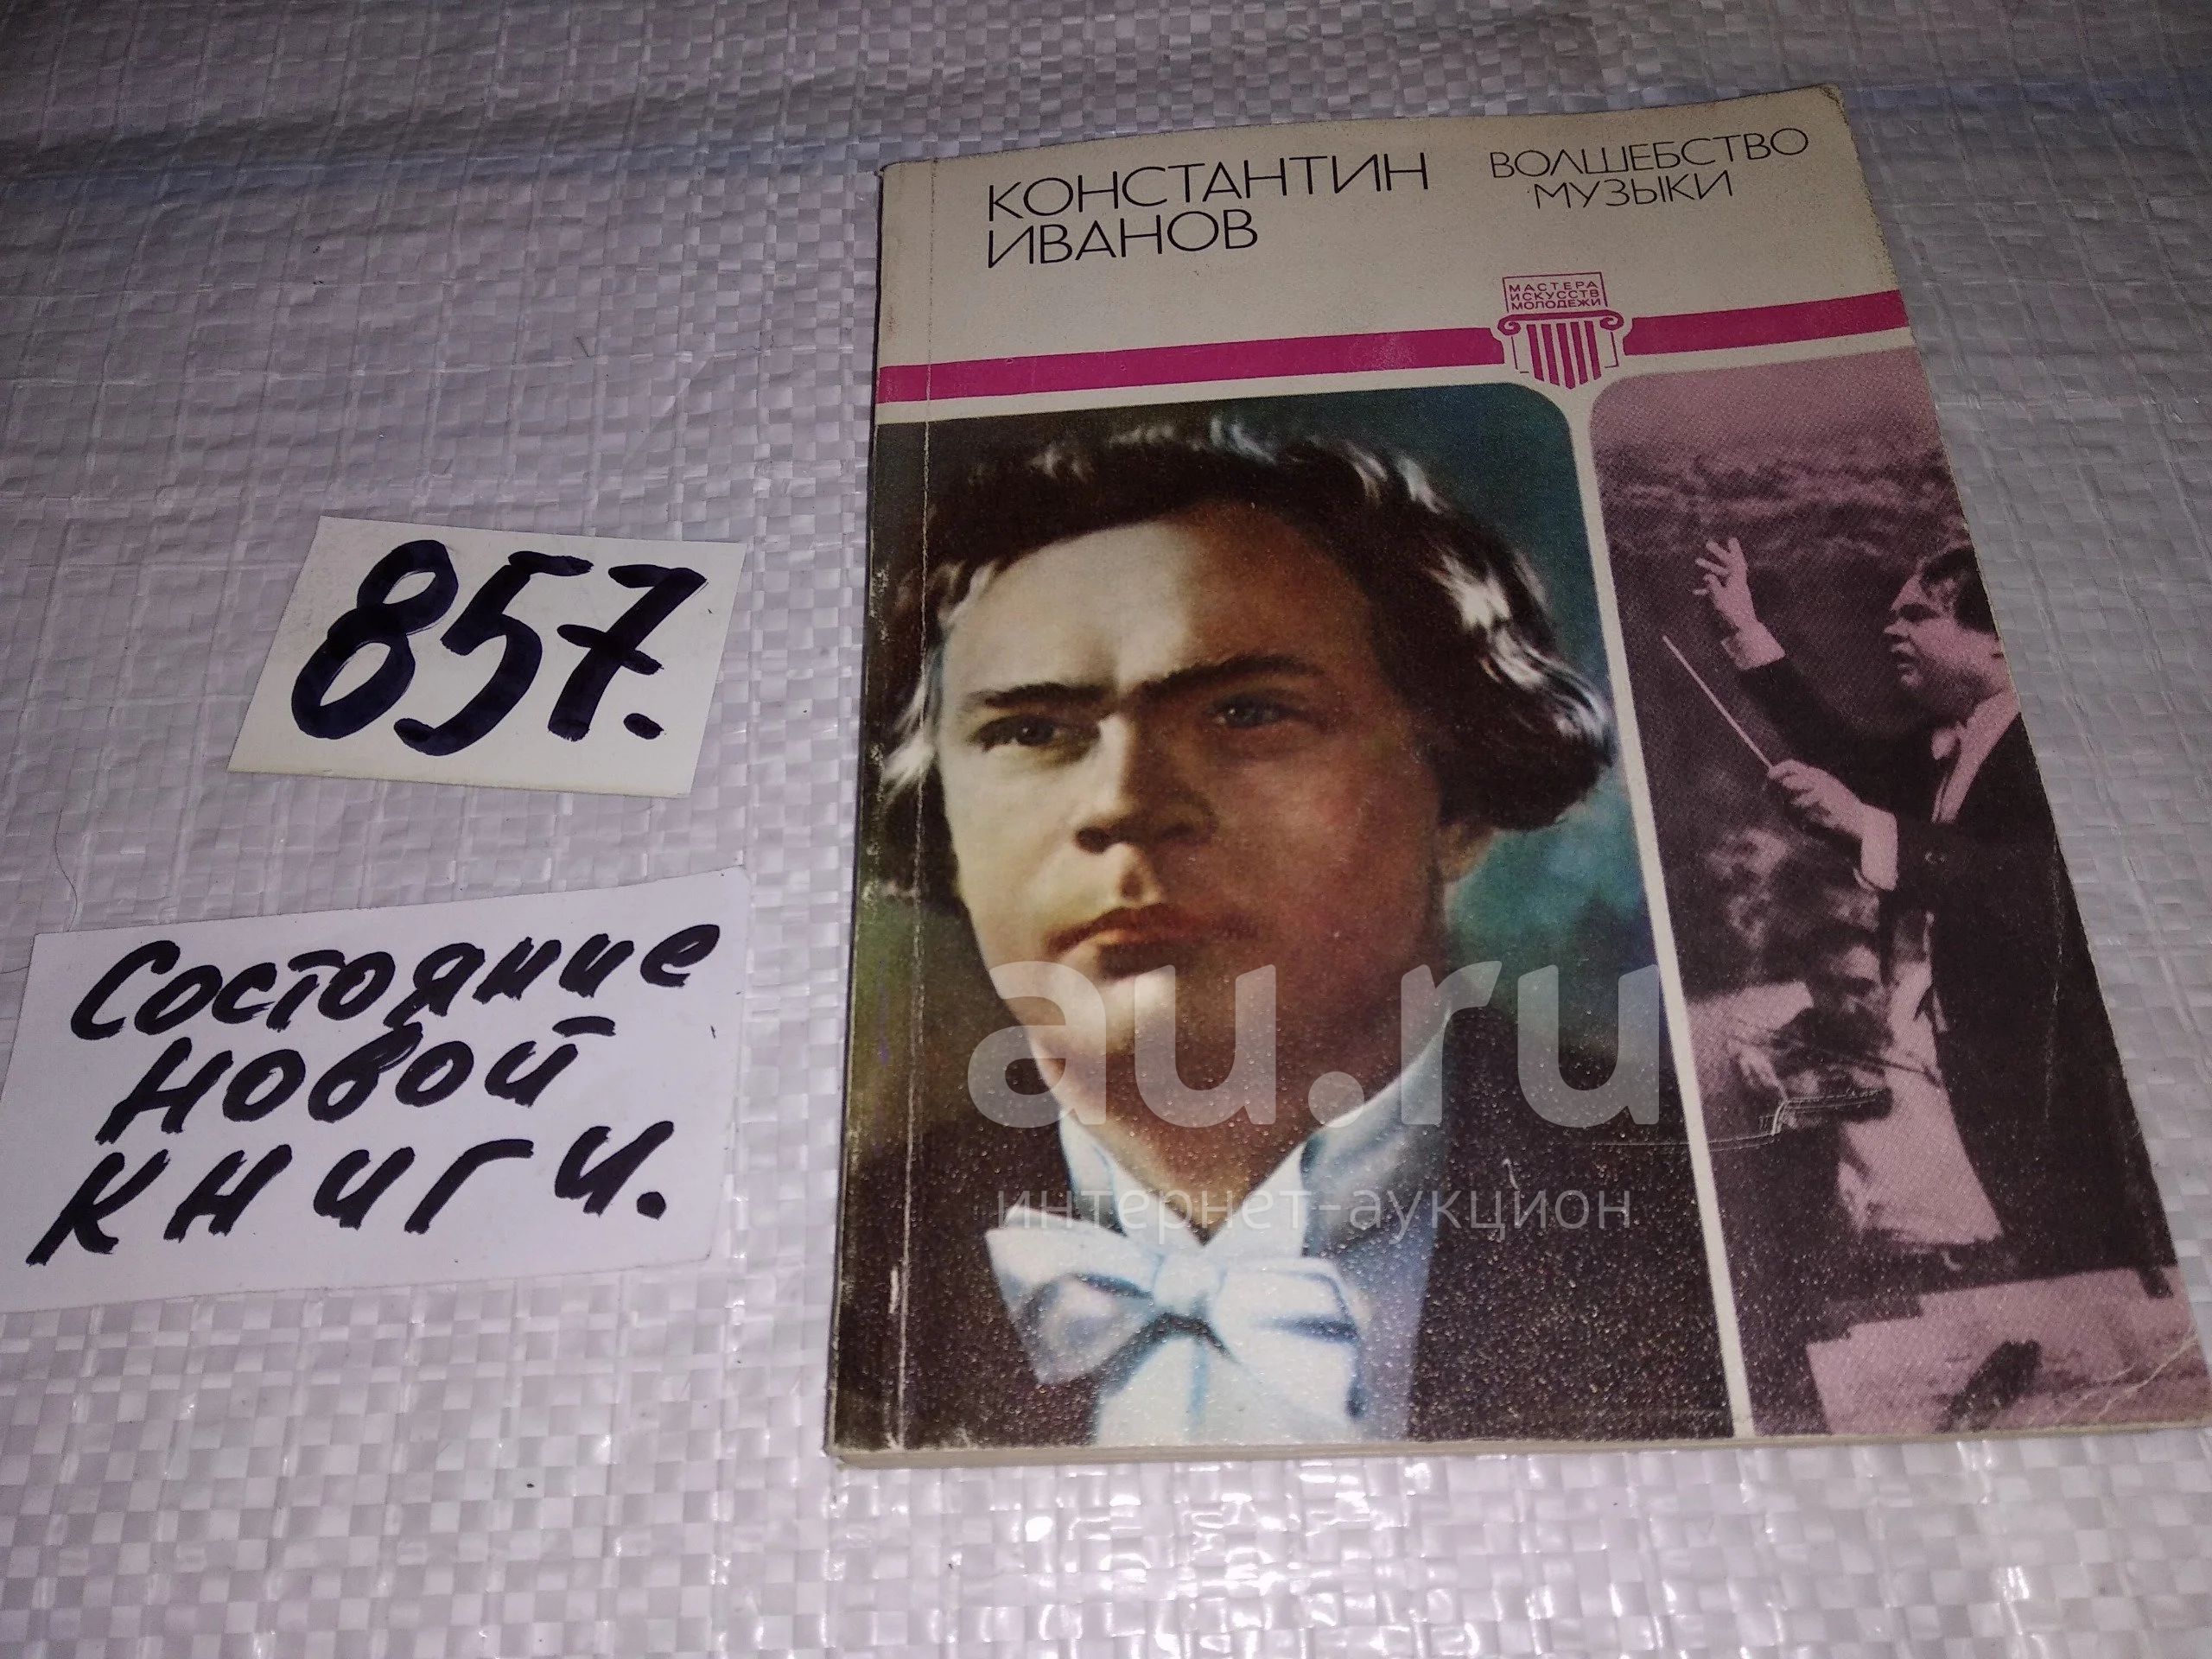 КОНСТАНТИН
ИВАНОВ
ВОЛШЕБСТВО
МУЗЫКИ
МАСТЕРА
ИСКУССТВ
МОЛОДЕЖИ
857.
Состояние
новой
книги.
au.ru
интернет-аукцион